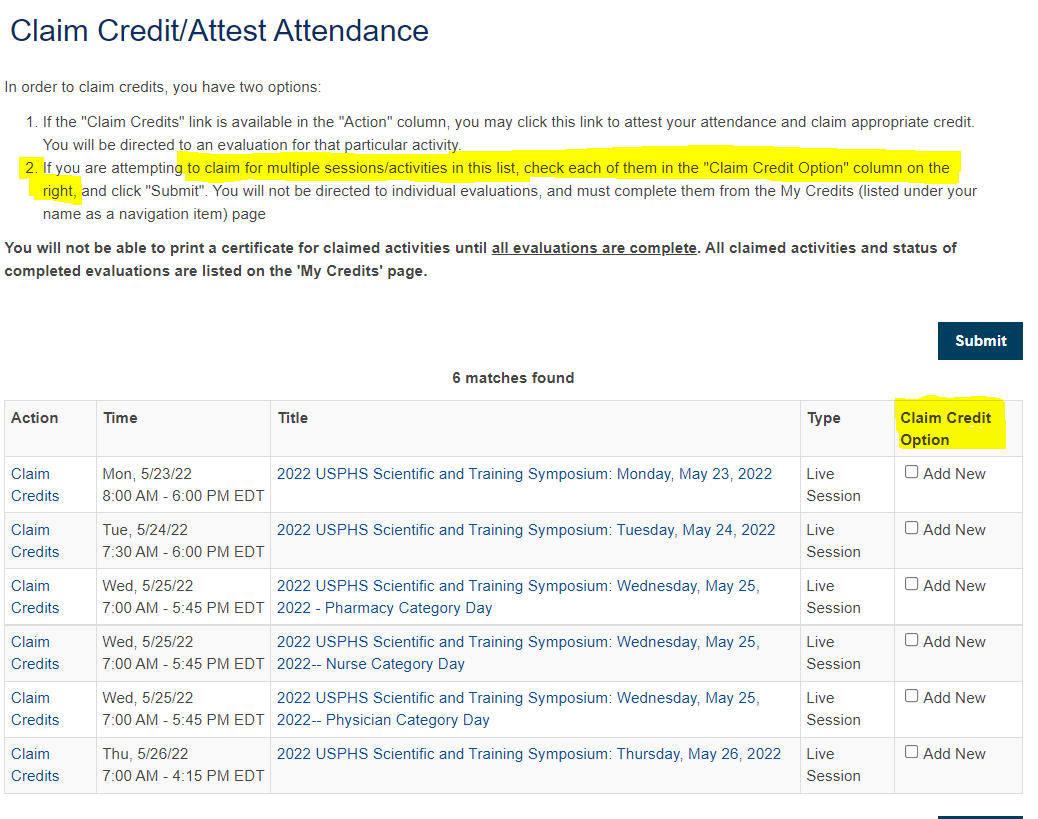 Claim Credit/Attest Attendance
In order to claim credits, you have two options:
1. If the "Claim Credits" link is available in the "Action" column, you may click this link to attest your attendance and claim appropriate credit.
You will be directed to an evaluation for that particular activity.
2. If you are attempting to claim for multiple sessions/activities in this list, check each of them in the "Claim Credit Option" column on the
right, and click "Submit". You will not be directed to individual evaluations, and must complete them from the My Credits (listed under your
name as a navigation item) page
You will not be able to print a certificate for claimed activities until all evaluations are complete. All claimed activities and status of
completed evaluations are listed on the 'My Credits' page.
Submit
6 matches found
Action Time Title Type Claim Credit
Option
Claim Mon, 5/23/22 2022 USPHS Scientific and Training Symposium: Monday, May 23, 2022 Live Add New
Credits 8:00 AM - 6:00 PM EDT Session
Claim Tue, 5/24/22 2022 USPHS Scientific and Training Symposium: Tuesday, May 24, 2022 Live Add New
Credits 7:30 AM - 6:00 PM EDT Session
Claim Wed, 5/25/22 2022 USPHS Scientific and Training Symposium: Wednesday, May 25, Live Add New
Credits 7:00 AM - 5:45 PM EDT 2022 - Pharmacy Category Day Session
Claim Wed, 5/25/22 2022 USPHS Scientific and Training Symposium: Wednesday, May 25, Live Add New
Credits 7:00 AM - 5:45 PM EDT 2022-- Nurse Category Day Session
Claim Wed, 5/25/22 2022 USPHS Scientific and Training Symposium: Wednesday, May 25, Live Add New
Credits 7:00 AM - 5:45 PM EDT 2022-- Physician Category Day Session
Claim Thu, 5/26/22 2022 USPHS Scientific and Training Symposium: Thursday, May 26, 2022 Live Add New
Credits 7:00 AM - 4:15 PM EDT Session